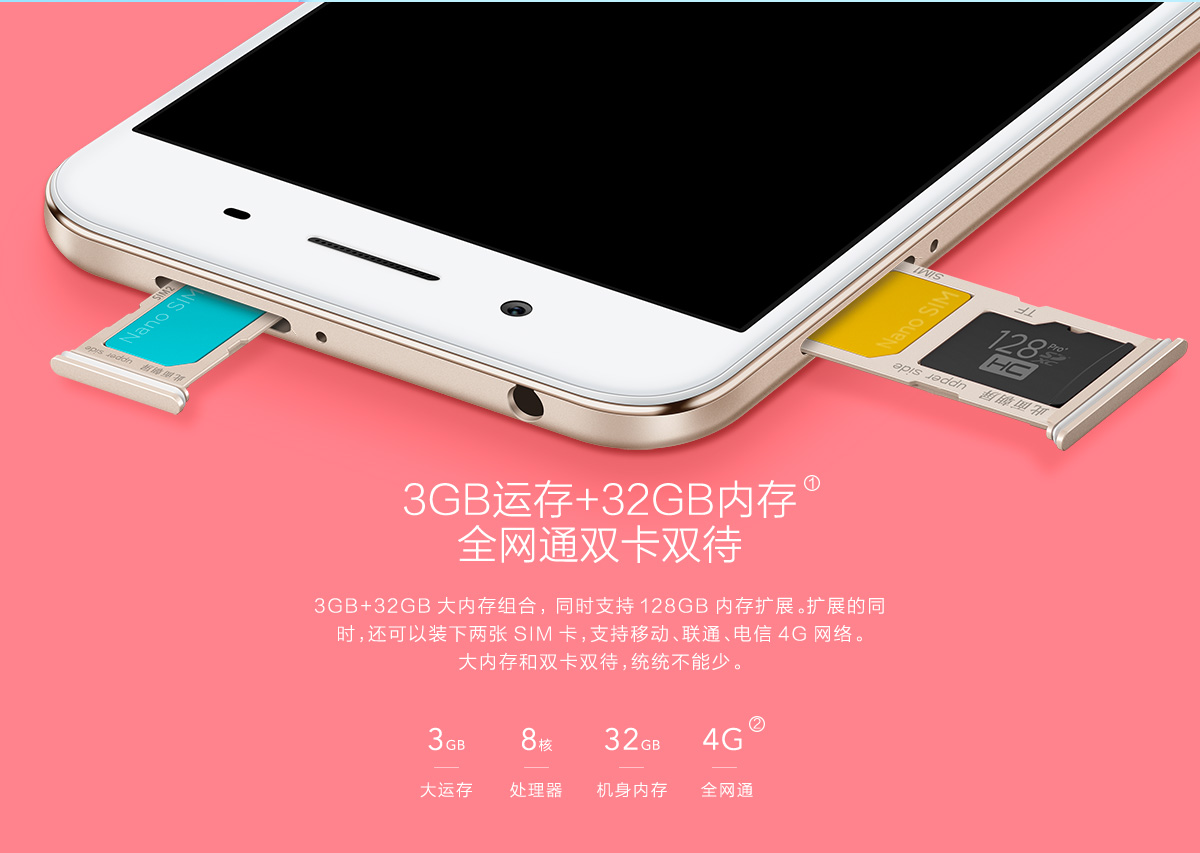 SIM2
Nano SIM
upper side
此面朝屏
SIM1
Nano SIM
TF
128
Pro+
HC
upper side
此面朝屏
3GB运存+32GB内存①
全网通双卡双待
3GB+32GB 大内存组合，同时支持 128GB 内存扩展。扩展的同
时，还可以装下两张 SIM 卡，支持移动、联通、电信 4G 网络。
大内存和双卡双待，统统不能少。
3GB 8核 32GB 4G②
大运存 处理器 机身内存 全网通